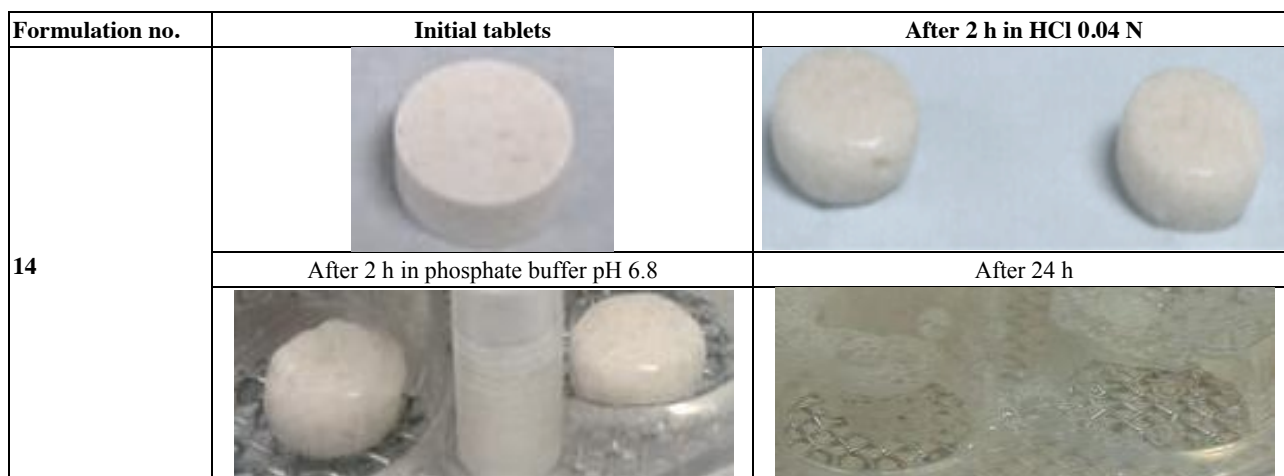 Formulation no.
Initial tablets
After 2 h in HCl 0.04 N
14
After 2 h in phosphate buffer pH 6.8
After 24 h